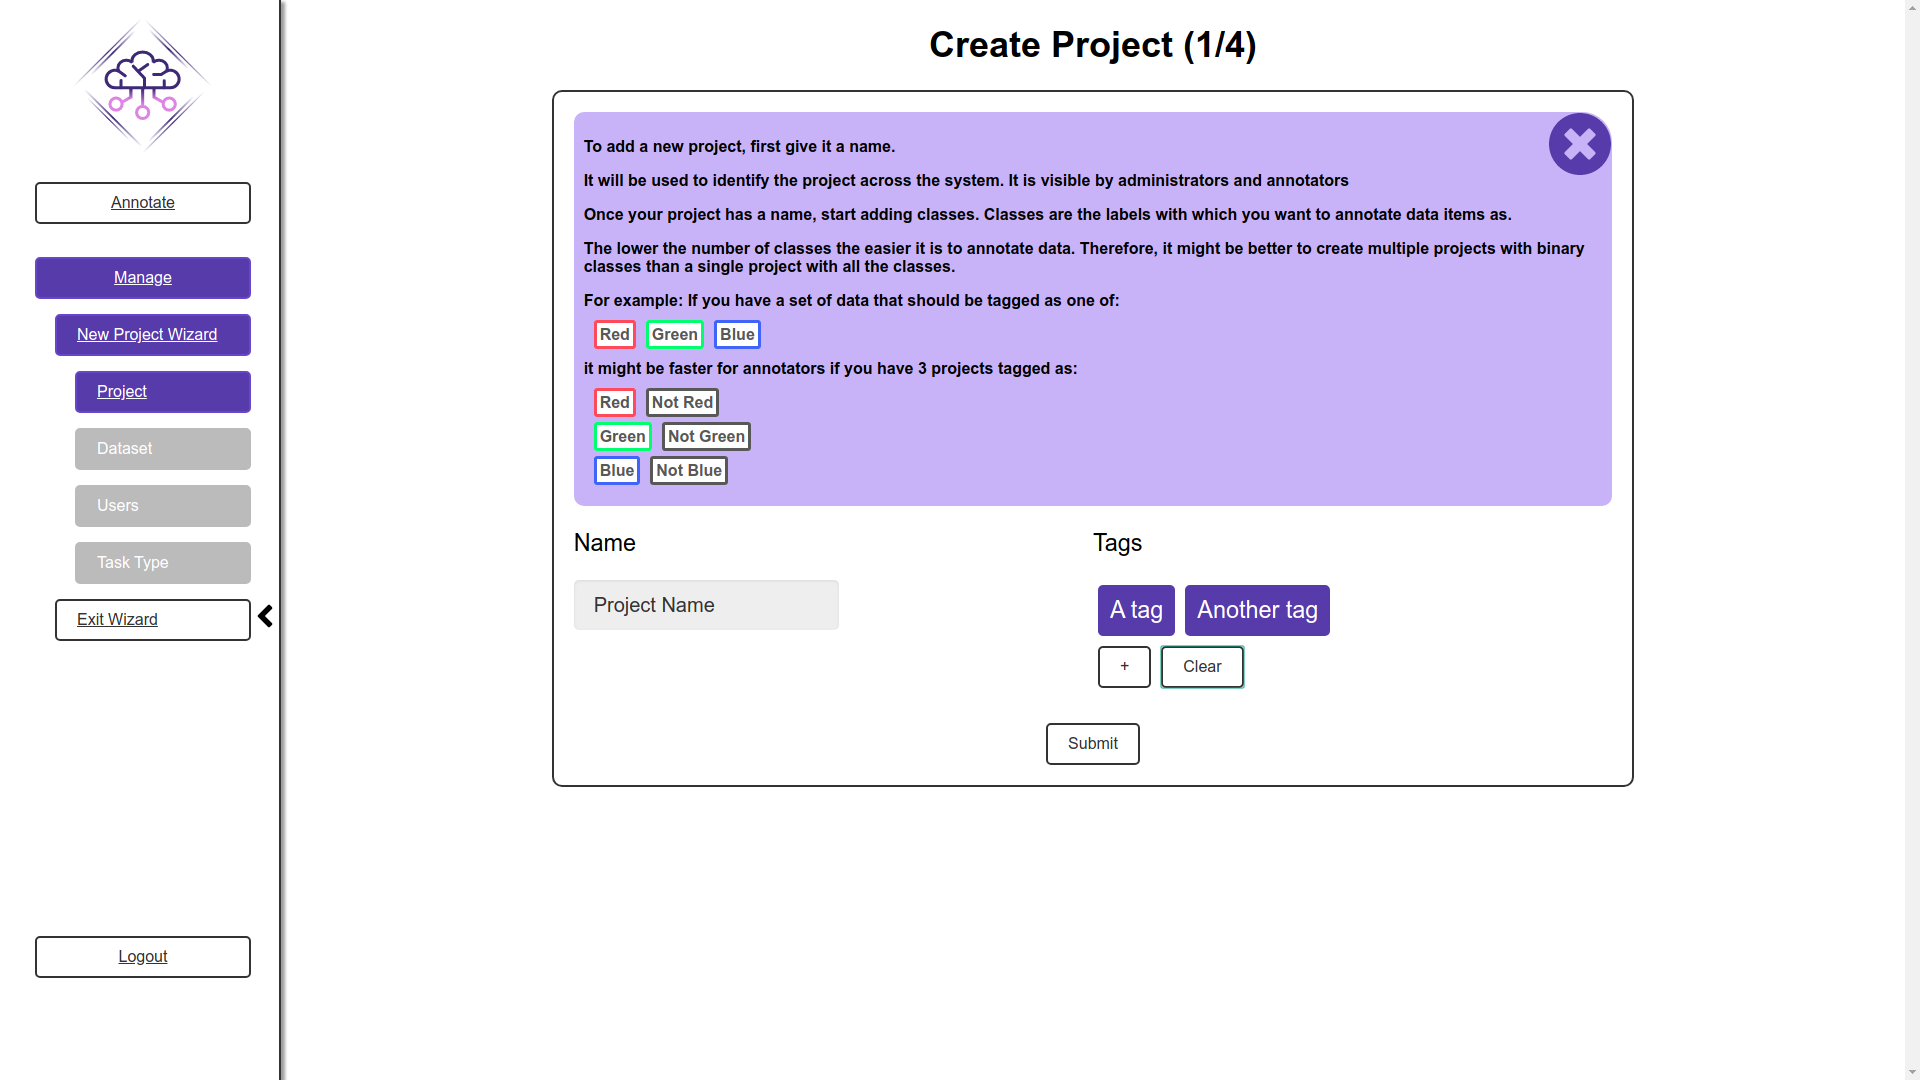 Create Project (1/4)
Annotate
Manage
New Project Wizard
Project
Dataset
Users
Task Type
Exit Wizard
Logout
To add a new project, first give it a name.
It will be used to identify the project across the system. It is visible by administrators and annotators
Once your project has a name, start adding classes. Classes are the labels with which you want to annotate data items as.
The lower the number of classes the easier it is to annotate data. Therefore, it might be better to create multiple projects with binary
classes than a single project with all the classes.
For example: If you have a set of data that should be tagged as one of:
Red Green Blue
it might be faster for annotators if you have 3 projects tagged as:
Red Not Red
Green Not Green
Blue Not Blue
Name
Project Name
Tags
A tag Another tag
+ Clear
Submit